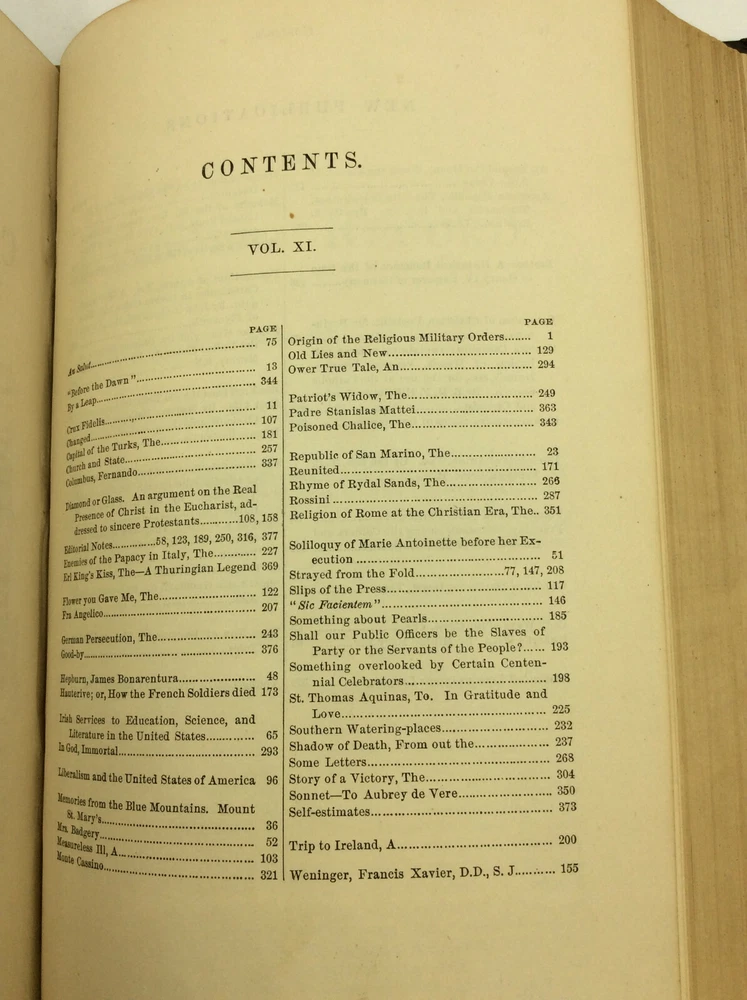 CONTENTS.
VOL. XI.
PAGE
An Salut 75
"Before the Dawn" 13
By a Leap 344
Crux Fidelis 11
Changed 107
Capital of the Turks, The 181
Church and State 257
Columbus, Fernando 337
Diamond or Glass. An argument on the Real
Presence of Christ in the Eucharist, ad-
dressed to sincere Protestants 108, 158
Editorial Notes 58, 123, 189, 250, 316, 377
Enemies of the Papacy in Italy, The 227
Erl King's Kiss, The—A Thuringian Legend 369
Flower you Gave Me, The 122
Fra Angelico 207
German Persecution, The 243
Good-by 376
Hepburn, James Bonarentura 48
Hauterive; or, How the French Soldiers died 173
Irish Services to Education, Science, and
Literature in the United States 65
In God, Immortal 293
Liberalism and the United States of America 96
Memories from the Blue Mountains. Mount
St. Mary's 36
Mrs. Badgery 52
Measureless Ill, A 103
Monte Cassino 321
PAGE
Origin of the Religious Military Orders 1
Old Lies and New 129
Ower True Tale, An 294
Patriot's Widow, The 249
Padre Stanislas Mattei 363
Poisoned Chalice, The 343
Republic of San Marino, The 23
Reunited 171
Rhyme of Rydal Sands, The 266
Rossini 287
Religion of Rome at the Christian Era, The.. 351
Soliloquy of Marie Antoinette before her Ex-
ecution 51
Strayed from the Fold 77, 147, 208
Slips of the Press 117
"Sic Facientem" 146
Something about Pearls 185
Shall our Public Officers be the Slaves of
Party or the Servants of the People? 193
Something overlooked by Certain Centen-
nial Celebrators 198
St. Thomas Aquinas, To. In Gratitude and
Love 225
Southern Watering-places 232
Shadow of Death, From out the 237
Some Letters 268
Story of a Victory, The 304
Sonnet—To Aubrey de Vere 350
Self-estimates 373
Trip to Ireland, A 200
Weninger, Francis Xavier, D.D., S. J. 155